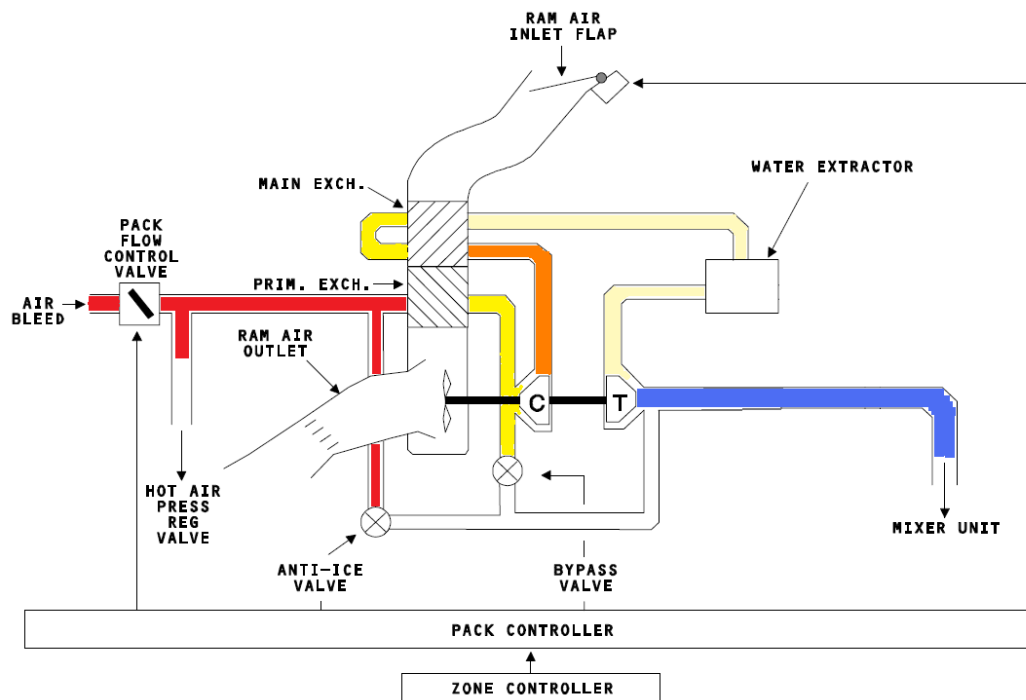 RAM AIR
INLET FLAP
WATER EXTRACTOR
MAIN EXCH.
PACK
FLOW
CONTROL
VALVE
PRIM. EXCH.
AIR
BLEED
RAM AIR
OUTLET
C
T
HOT AIR
PRESS
REG
VALVE
MIXER UNIT
ANTI-ICE
VALVE
BYPASS
VALVE
PACK CONTROLLER
ZONE CONTROLLER